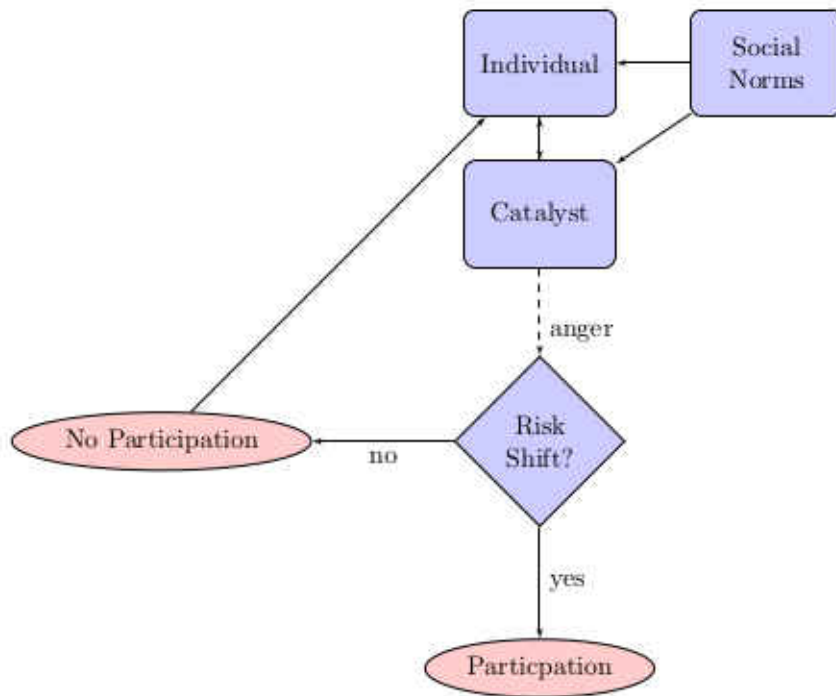 Individual
Social
Norms
Catalyst
anger
Risk
Shift?
No Participation
no
yes
Particpation